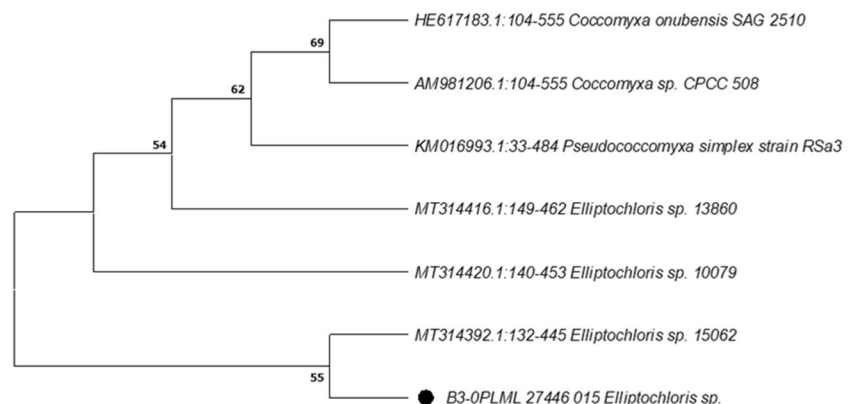 HE617183.1:104-555 Coccomyxa onubensis SAG 2510
69
AM981206.1:104-555 Coccomyxa sp. CPCC 508
62
KM016993.1:33-484 Pseudococcomyxa simplex strain RSa3
54
MT314416.1:149-462 Elliptochloris sp. 13860
MT314420.1:140-453 Elliptochloris sp. 10079
MT314392.1:132-445 Elliptochloris sp. 15062
55
B3-0PLML 27446 015 Elliptochloris sp.